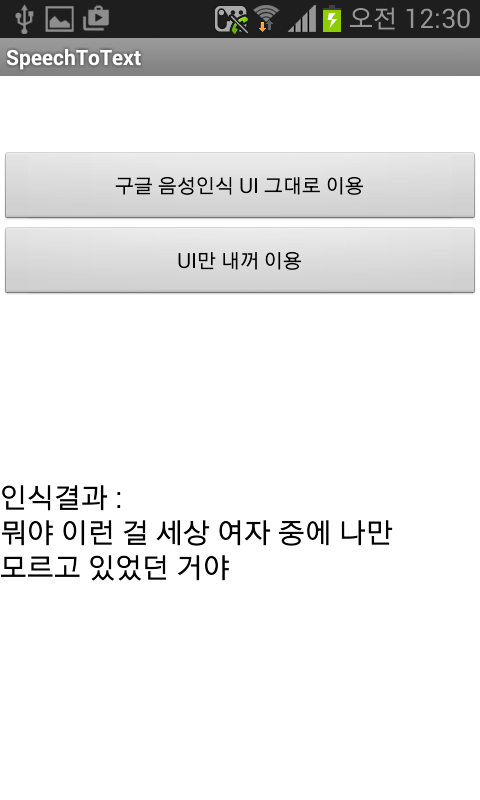 오전 12:30
SpeechToText
구글 음성인식 UI 그대로 이용
UI만 내꺼 이용
인식결과 :
뭐야 이런 걸 세상 여자 중에 나만
모르고 있었던 거야